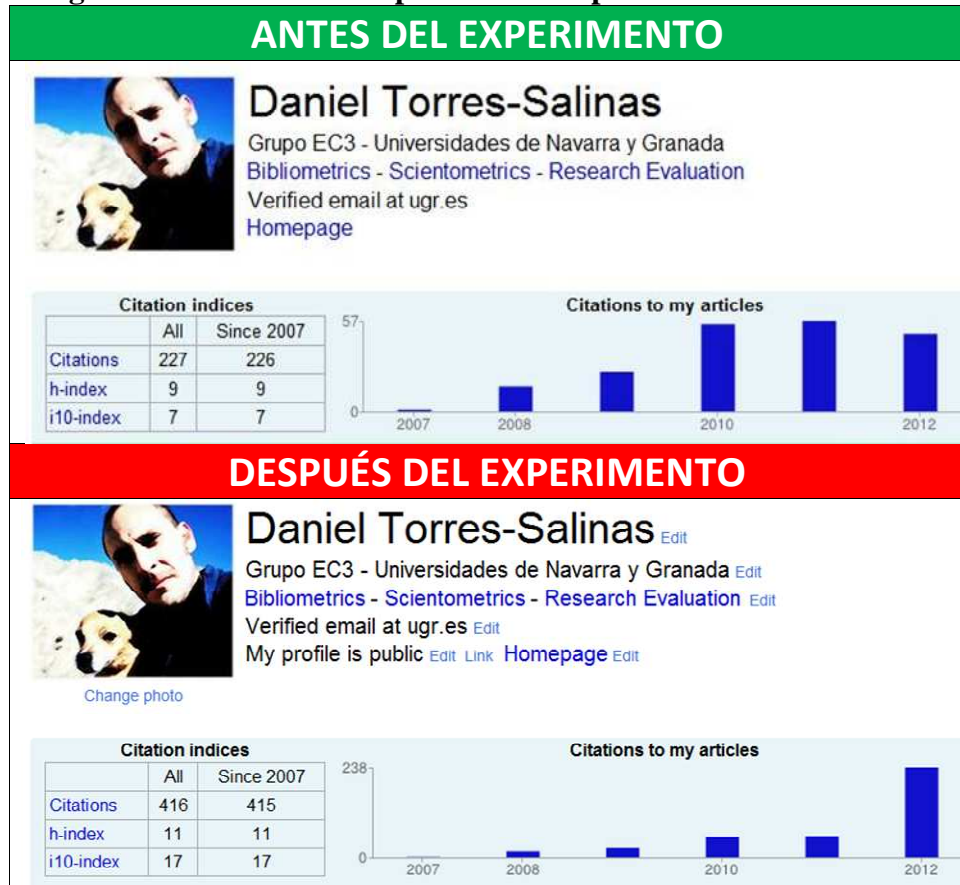 ANTES DEL EXPERIMENTO
Daniel Torres-Salinas
Grupo EC3 - Universidades de Navarra y Granada
Bibliometrics - Scientometrics - Research Evaluation
Verified email at ugr.es
Homepage
Citation indices
All Since 2007
Citations 227 226
h-index 9 9
i10-index 7 7
Citations to my articles
57
0
2007 2008 2010 2012
DESPUÉS DEL EXPERIMENTO
Daniel Torres-Salinas Edit
Grupo EC3 - Universidades de Navarra y Granada Edit
Bibliometrics - Scientometrics - Research Evaluation Edit
Verified email at ugr.es Edit
My profile is public Edit Link Homepage Edit
Change photo
Citation indices
All Since 2007
Citations 416 415
h-index 11 11
i10-index 17 17
Citations to my articles
238
0
2007 2008 2010 2012